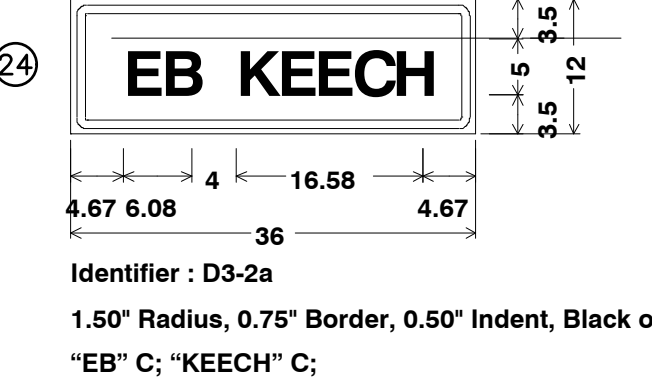 24
EB KEECH
3.5
5
12
3.5
4.67 6.08 4 16.58 4.67
36
Identifier : D3-2a
1.50" Radius, 0.75" Border, 0.50" Indent, Black
“EB” C; “KEECH” C;